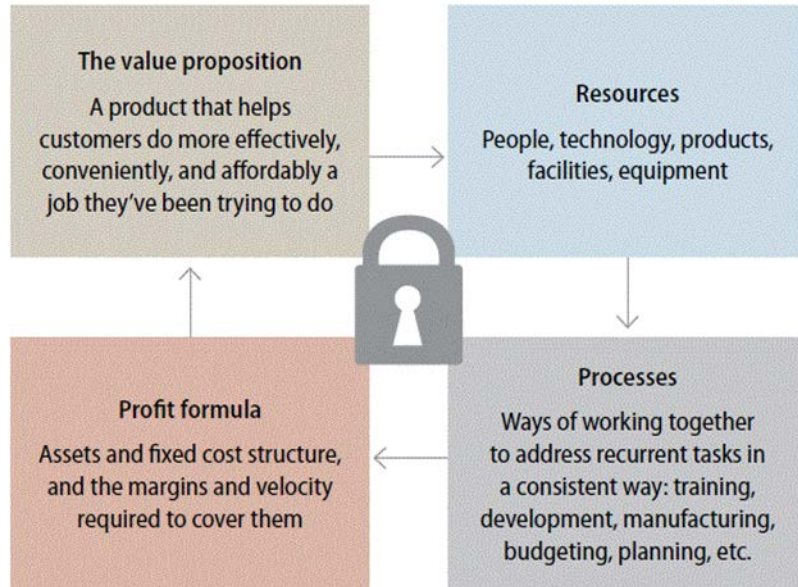 The value proposition
A product that helps
customers do more effectively,
conveniently, and affordably a
job they've been trying to do
Resources
People, technology, products,
facilities, equipment
Profit formula
Assets and fixed cost structure,
and the margins and velocity
required to cover them
Processes
Ways of working together
to address recurrent tasks in
a consistent way: training,
development, manufacturing,
budgeting, planning, etc.